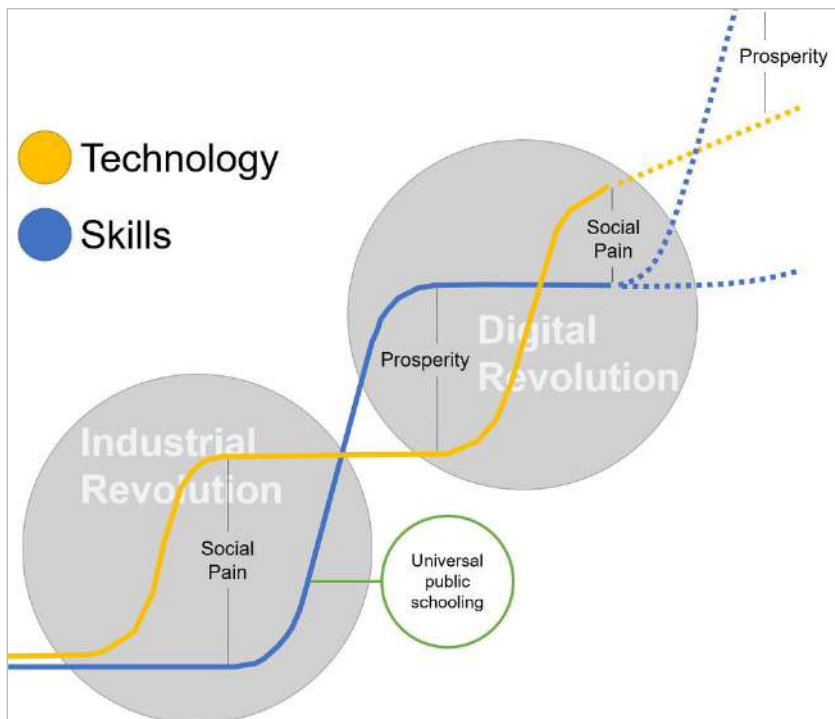 Prosperity
Technology
Skills
Social
Pain
Digital
Revolution
Prosperity
Industrial
Revolution
Social
Pain
Universal
public
schooling